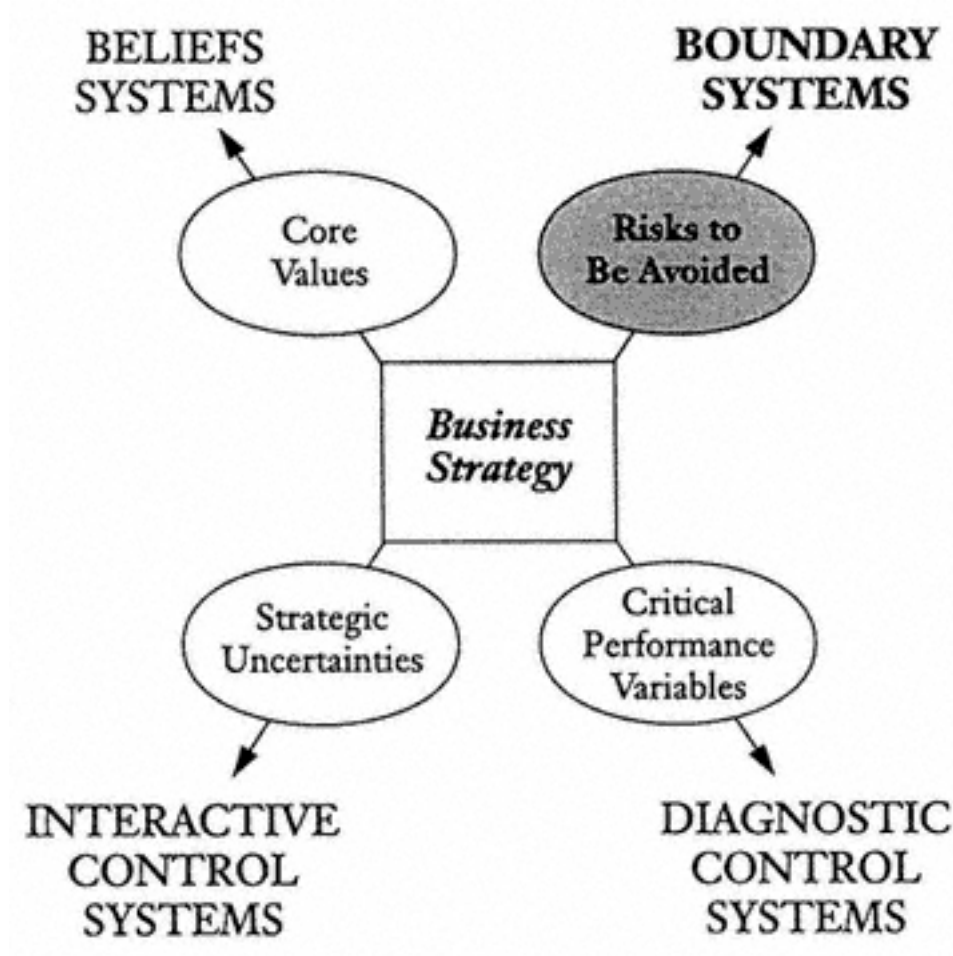 BELIEFS
SYSTEMS
BOUNDARY
SYSTEMS
Core
Values
Risks to
Be Avoided
Business
Strategy
Strategic
Uncertainties
Critical
Performance
Variables
INTERACTIVE
CONTROL
SYSTEMS
DIAGNOSTIC
CONTROL
SYSTEMS